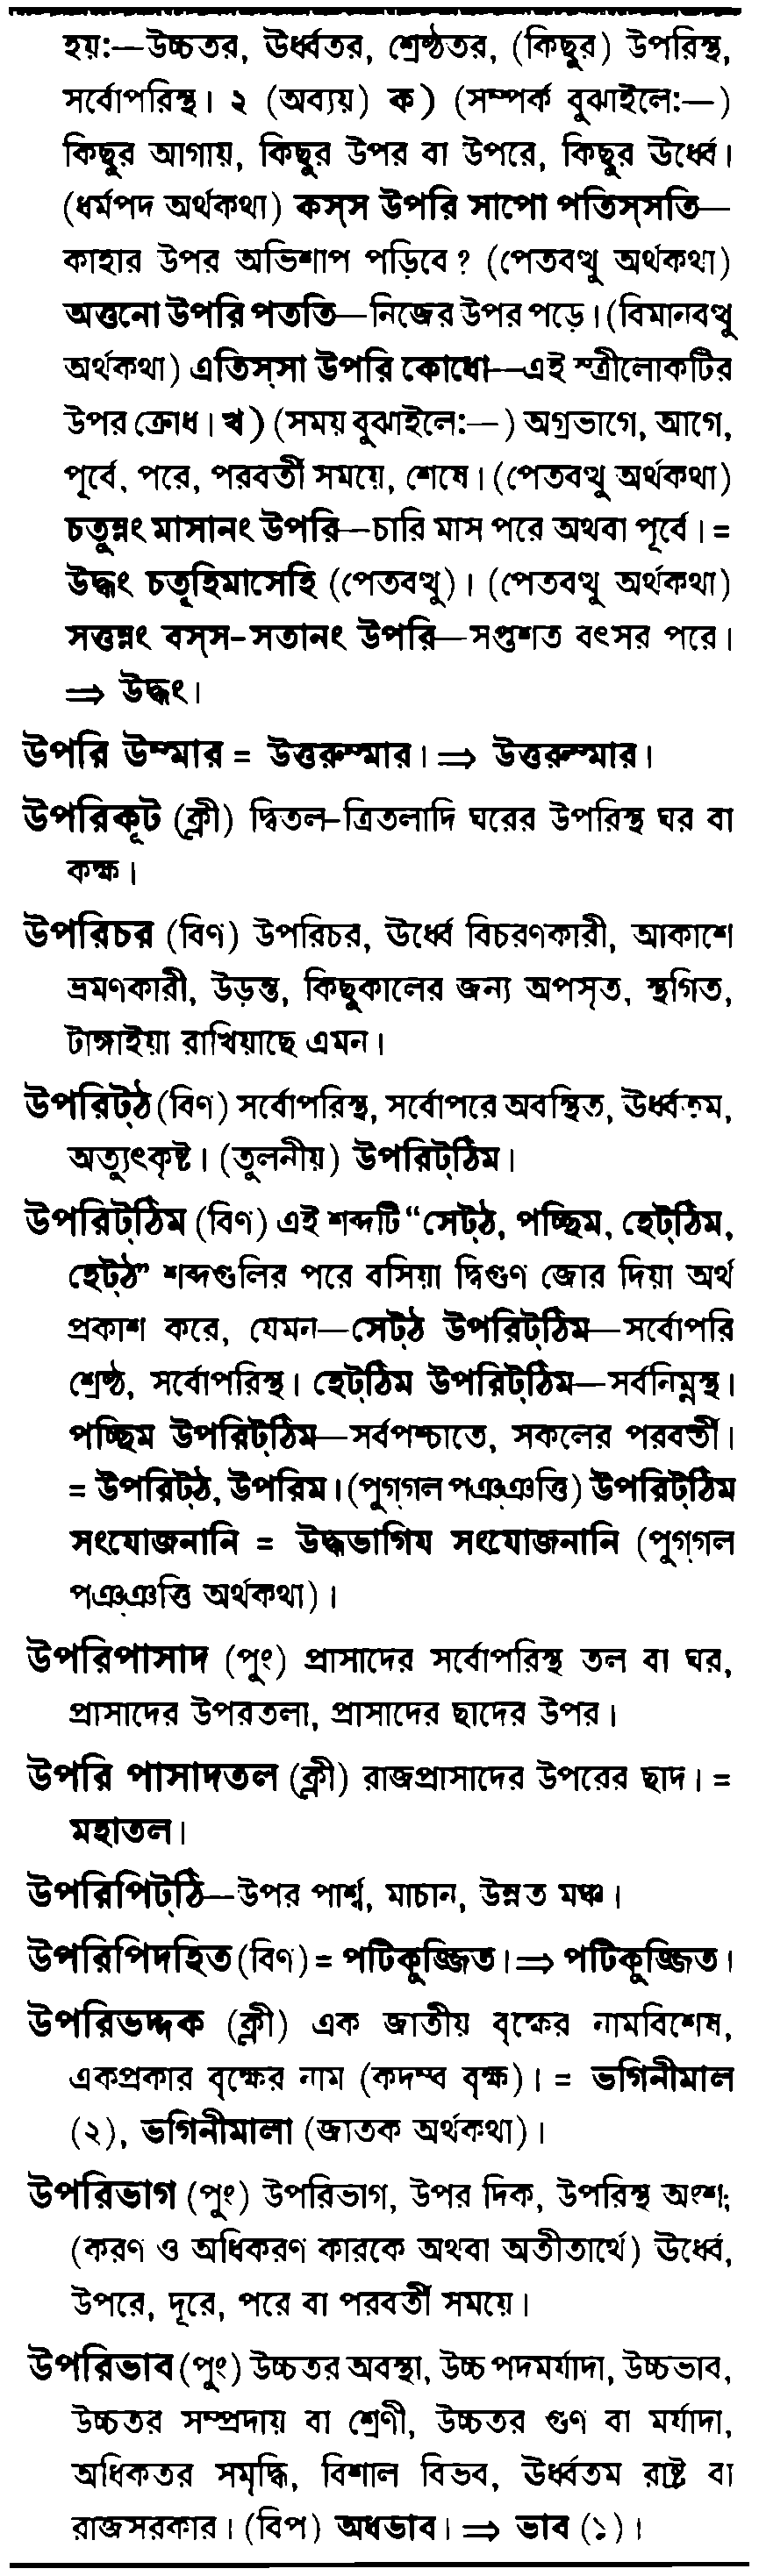 হয়ঃ—উচ্চতর, ঊর্ধ্বতর, শ্রেষ্ঠতর, (কিছুর) উপরিস্থ,
সর্বোপরিস্থ। ২ (অব্যয়) ক) (সম্পর্ক বুঝাইলেঃ—)
কিছুর আগায়, কিছুর উপর বা উপরে, কিছুর ঊর্ধ্বে।
(ধর্মপদ অর্থকথা) কস্‌স উপরি সাপো পতিস্‌সতি—
কাহার উপর অভিশাপ পড়িবে? (পেতবত্থু অর্থকথা)
অত্তনো উপরি পততি—নিজের উপর পড়ে। (বিমানবত্থু
অর্থকথা) এতিস্‌সা উপরি কোধো—এই স্ত্রীলোকটির
উপর ক্রোধ। খ) (সময় বুঝাইলেঃ—) অগ্রভাগে, আগে,
পূর্বে, পরে, পরবর্তী সময়ে, শেষে। (পেতবত্থু অর্থকথা)
চতুন্নং মাসানং উপরি—চারি মাস পরে অথবা পূর্বে। =
উদ্ধং চতূহিমাসেহি (পেতবত্থু)। (পেতবত্থু অর্থকথা)
সত্তন্নং বস্‌স-সতানং উপরি—সপ্তশত বৎসর পরে।
⇒ উদ্ধং।
উপরি উম্মার = উত্তরুম্মার। ⇒ উত্তরুম্মার।
উপরিকূট (ক্লী) দ্বিতল-ত্রিতলাদি ঘরের উপরিস্থ ঘর বা
কক্ষ।
উপরিচর (বিণ) উপরিচর, ঊর্ধ্বে বিচরণকারী, আকাশে
ভ্রমণকারী, উড়ন্ত, কিছুকালের জন্য অপসৃত, স্থগিত,
টাঙ্গাইয়া রাখিয়াছে এমন।
উপরিট্‌ঠ (বিণ) সর্বোপরিস্থ, সর্বোপরে অবস্থিত, ঊর্ধ্বতম,
অত্যুৎকৃষ্ট। (তুলনীয়) উপরিট্‌ঠিম।
উপরিট্‌ঠিম (বিণ) এই শব্দটি "সেট্‌ঠ, পচ্ছিম, হেট্‌ঠিম,
হেট্‌ঠ" শব্দগুলির পরে বসিয়া দ্বিগুণ জোর দিয়া অর্থ
প্রকাশ করে, যেমন—সেট্‌ঠ উপরিট্‌ঠিম—সর্বোপরি
শ্রেষ্ঠ, সর্বোপরিস্থ। হেট্‌ঠিম উপরিট্‌ঠিম—সর্বনিম্নস্থ।
পচ্ছিম উপরিট্‌ঠিম—সর্বপশ্চাতে, সকলের পরবর্তী।
= উপরিট্‌ঠ, উপরিম। (পুগ্‌গল পঞ্‌ঞত্তি) উপরিট্‌ঠিম
সংযোজনানি = উদ্ধভাগিয সংযোজনানি (পুগ্‌গল
পঞ্‌ঞত্তি অর্থকথা)।
উপরিপাসাদ (পুং) প্রাসাদের সর্বোপরিস্থ তল বা ঘর,
প্রাসাদের উপরতলা, প্রাসাদের ছাদের উপর।
উপরি পাসাদতল (ক্লী) রাজপ্রাসাদের উপরের ছাদ। =
মহাতল।
উপরিপিট্‌ঠি—উপর পার্শ্ব, মাচান, উন্নত মঞ্চ।
উপরিপিদহিত (বিণ) = পটিকুজ্জিত। ⇒ পটিকুজ্জিত।
উপরিভদ্দক (ক্লী) এক জাতীয় বৃক্ষের নামবিশেষ,
একপ্রকার বৃক্ষের নাম (কদম্ব বৃক্ষ)। = ভগিনীমাল
(২), ভগিনীমালা (জাতক অর্থকথা)।
উপরিভাগ (পুং) উপরিভাগ, উপর দিক, উপরিস্থ অংশ;
(করণ ও অধিকরণ কারকে অথবা অতীতার্থে) ঊর্ধ্বে,
উপরে, দূরে, পরে বা পরবর্তী সময়ে।
উপরিভাব (পুং) উচ্চতর অবস্থা, উচ্চ পদমর্যাদা, উচ্চভাব,
উচ্চতর সম্প্রদায় বা শ্রেণী, উচ্চতর গুণ বা মর্যাদা,
অধিকতর সমৃদ্ধি, বিশাল বিভব, ঊর্ধ্বতম রাষ্ট্র বা
রাজসরকার। (বিপ) অধভাব। ⇒ ভাব (১)।